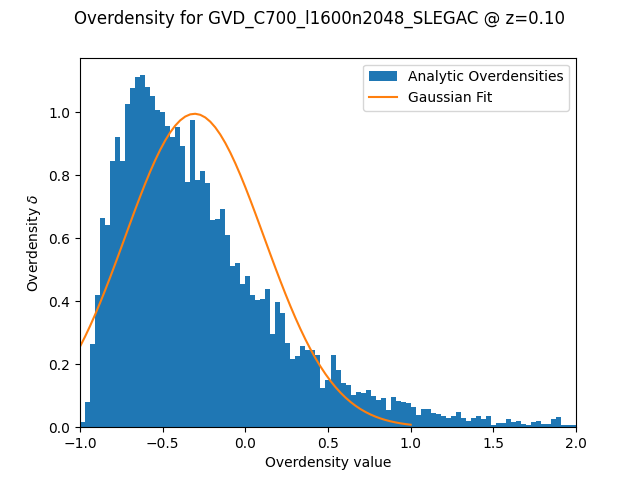 Overdensity for GVD_C700_l1600n2048_SLEGAC @ z=0.10
Analytic Overdensities
Gaussian Fit
Overdensity δ
1.0
0.8
0.6
0.4
0.2
0.0
−1.0 −0.5 0.0 0.5 1.0 1.5 2.0
Overdensity value